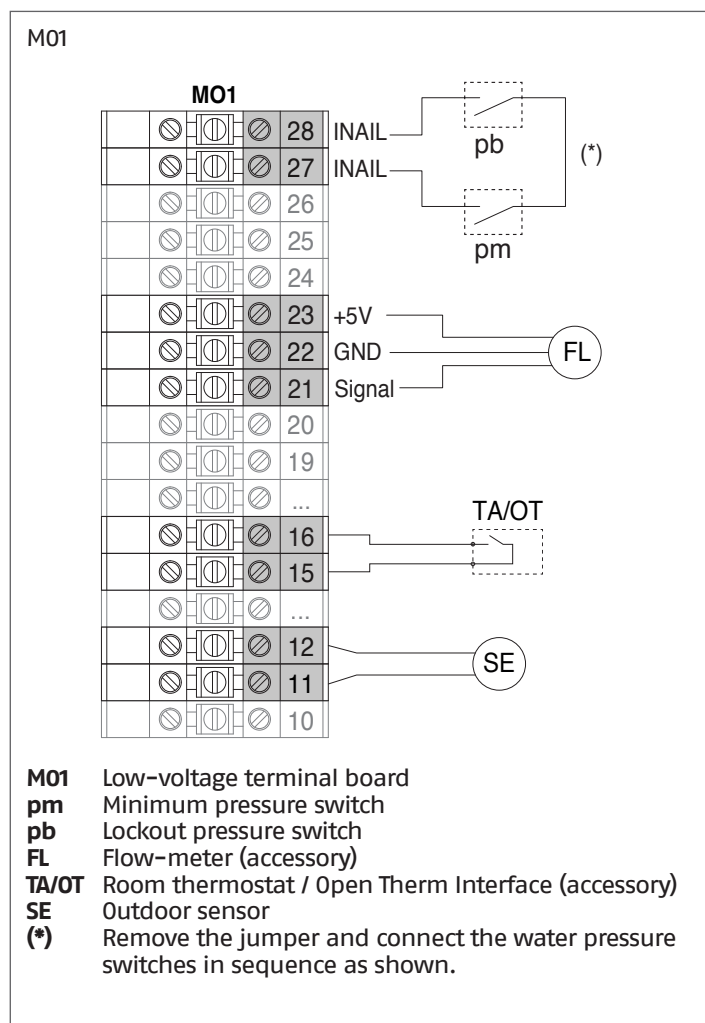 M01
MO1
28 INAIL
27 INAIL
pb
(*)
pm
26
25
24
23 +5V
22 GND
21 Signal
FL
20
19
...
TA/OT
16
15
...
12
11
SE
10
M01 Low-voltage terminal board
pm Minimum pressure switch
pb Lockout pressure switch
FL Flow-meter (accessory)
TA/OT Room thermostat / Open Therm Interface (accessory)
SE Outdoor sensor
(*) Remove the jumper and connect the water pressure
switches in sequence as shown.